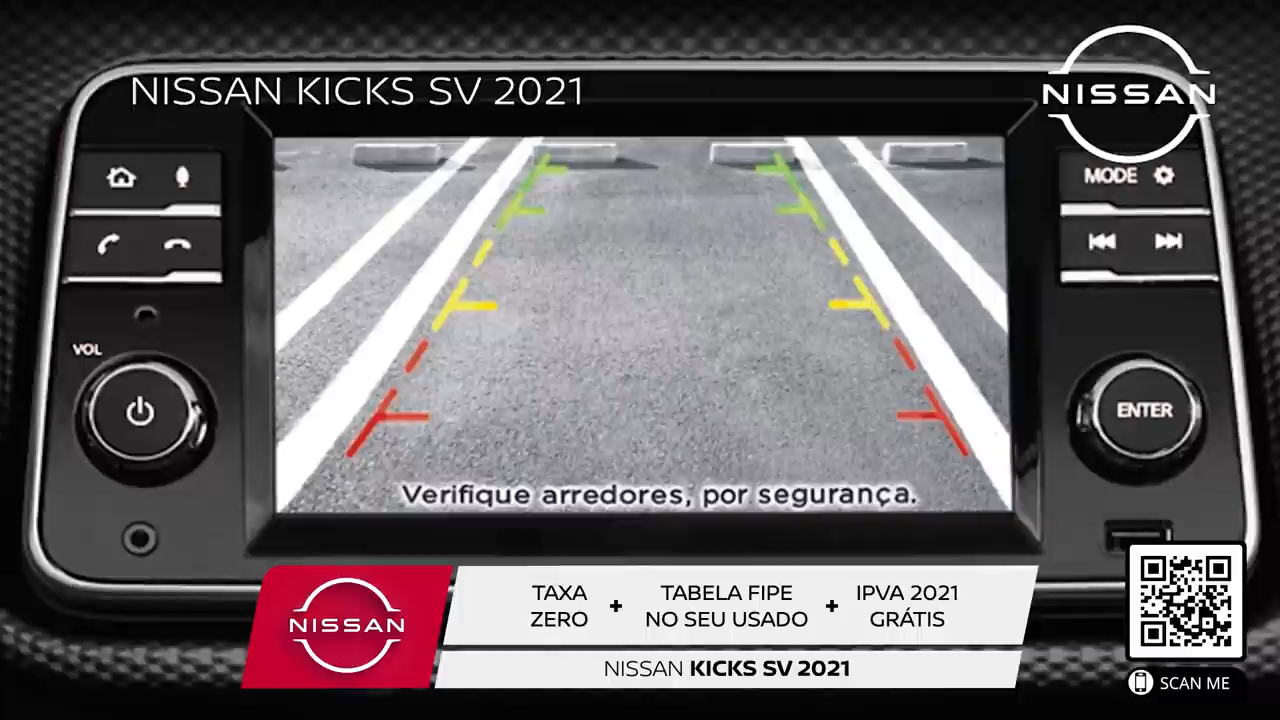 NISSAN KICKS SV 2021
NISSAN
MODE
VOL
ENTER
Verifique arredores, por segurança.
NISSAN
TAXA
ZERO
+
TABELA FIPE
NO SEU USADO
+
IPVA 2021
GRÁTIS
NISSAN KICKS SV 2021
SCAN ME